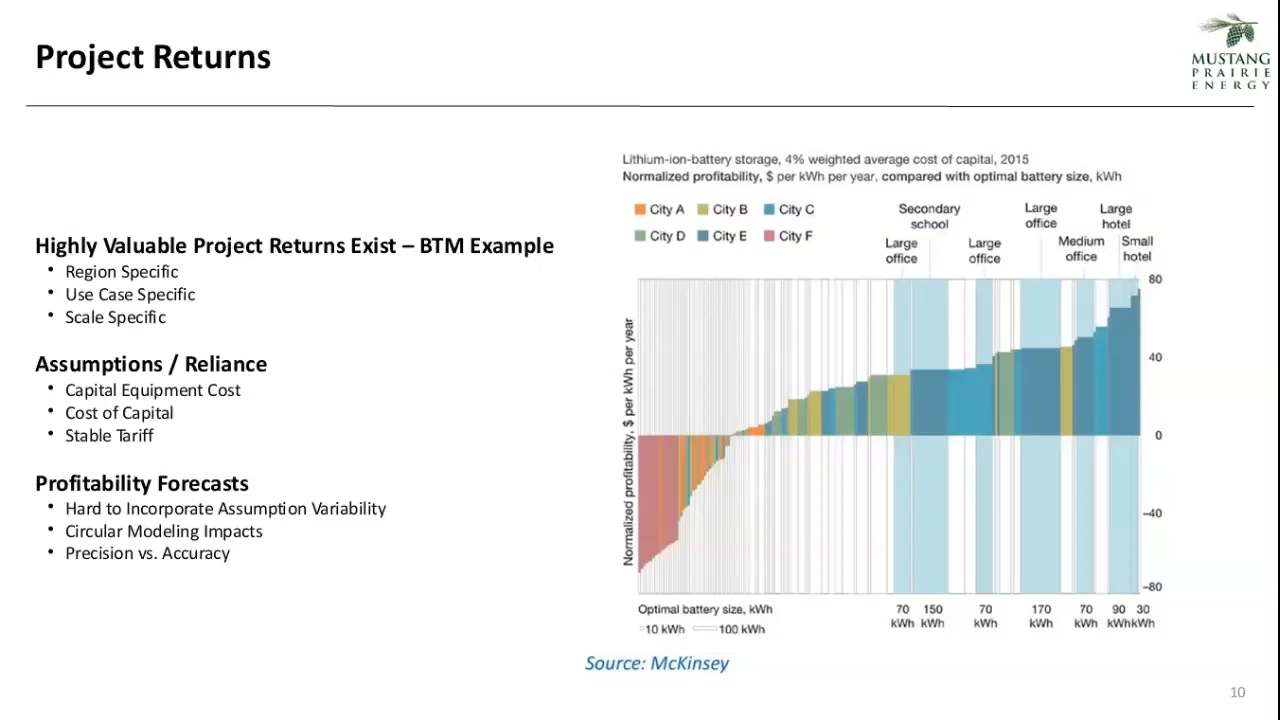 Project Returns
MUSTANG
PRAIRIE
ENERGY
Highly Valuable Project Returns Exist – BTM Example
• Region Specific
• Use Case Specific
• Scale Specific
Assumptions / Reliance
• Capital Equipment Cost
• Cost of Capital
• Stable Tariff
Profitability Forecasts
• Hard to Incorporate Assumption Variability
• Circular Modeling Impacts
• Precision vs. Accuracy
Lithium-ion-battery storage, 4% weighted average cost of capital, 2015
Normalized profitability, $ per kWh per year, compared with optimal battery size, kWh
City A City B City C
City D City E City F
Secondary
school
Large
office
Large
office
Large
office
Medium
office
Large
hotel
Small
hotel
Normalized profitability, $ per kWh per year
80
40
0
–40
–80
Optimal battery size, kWh
10 kWh 100 kWh
70 150 70 170 70 90 30
kWh kWh kWh kWh kWh kWh kWh
Source: McKinsey
10